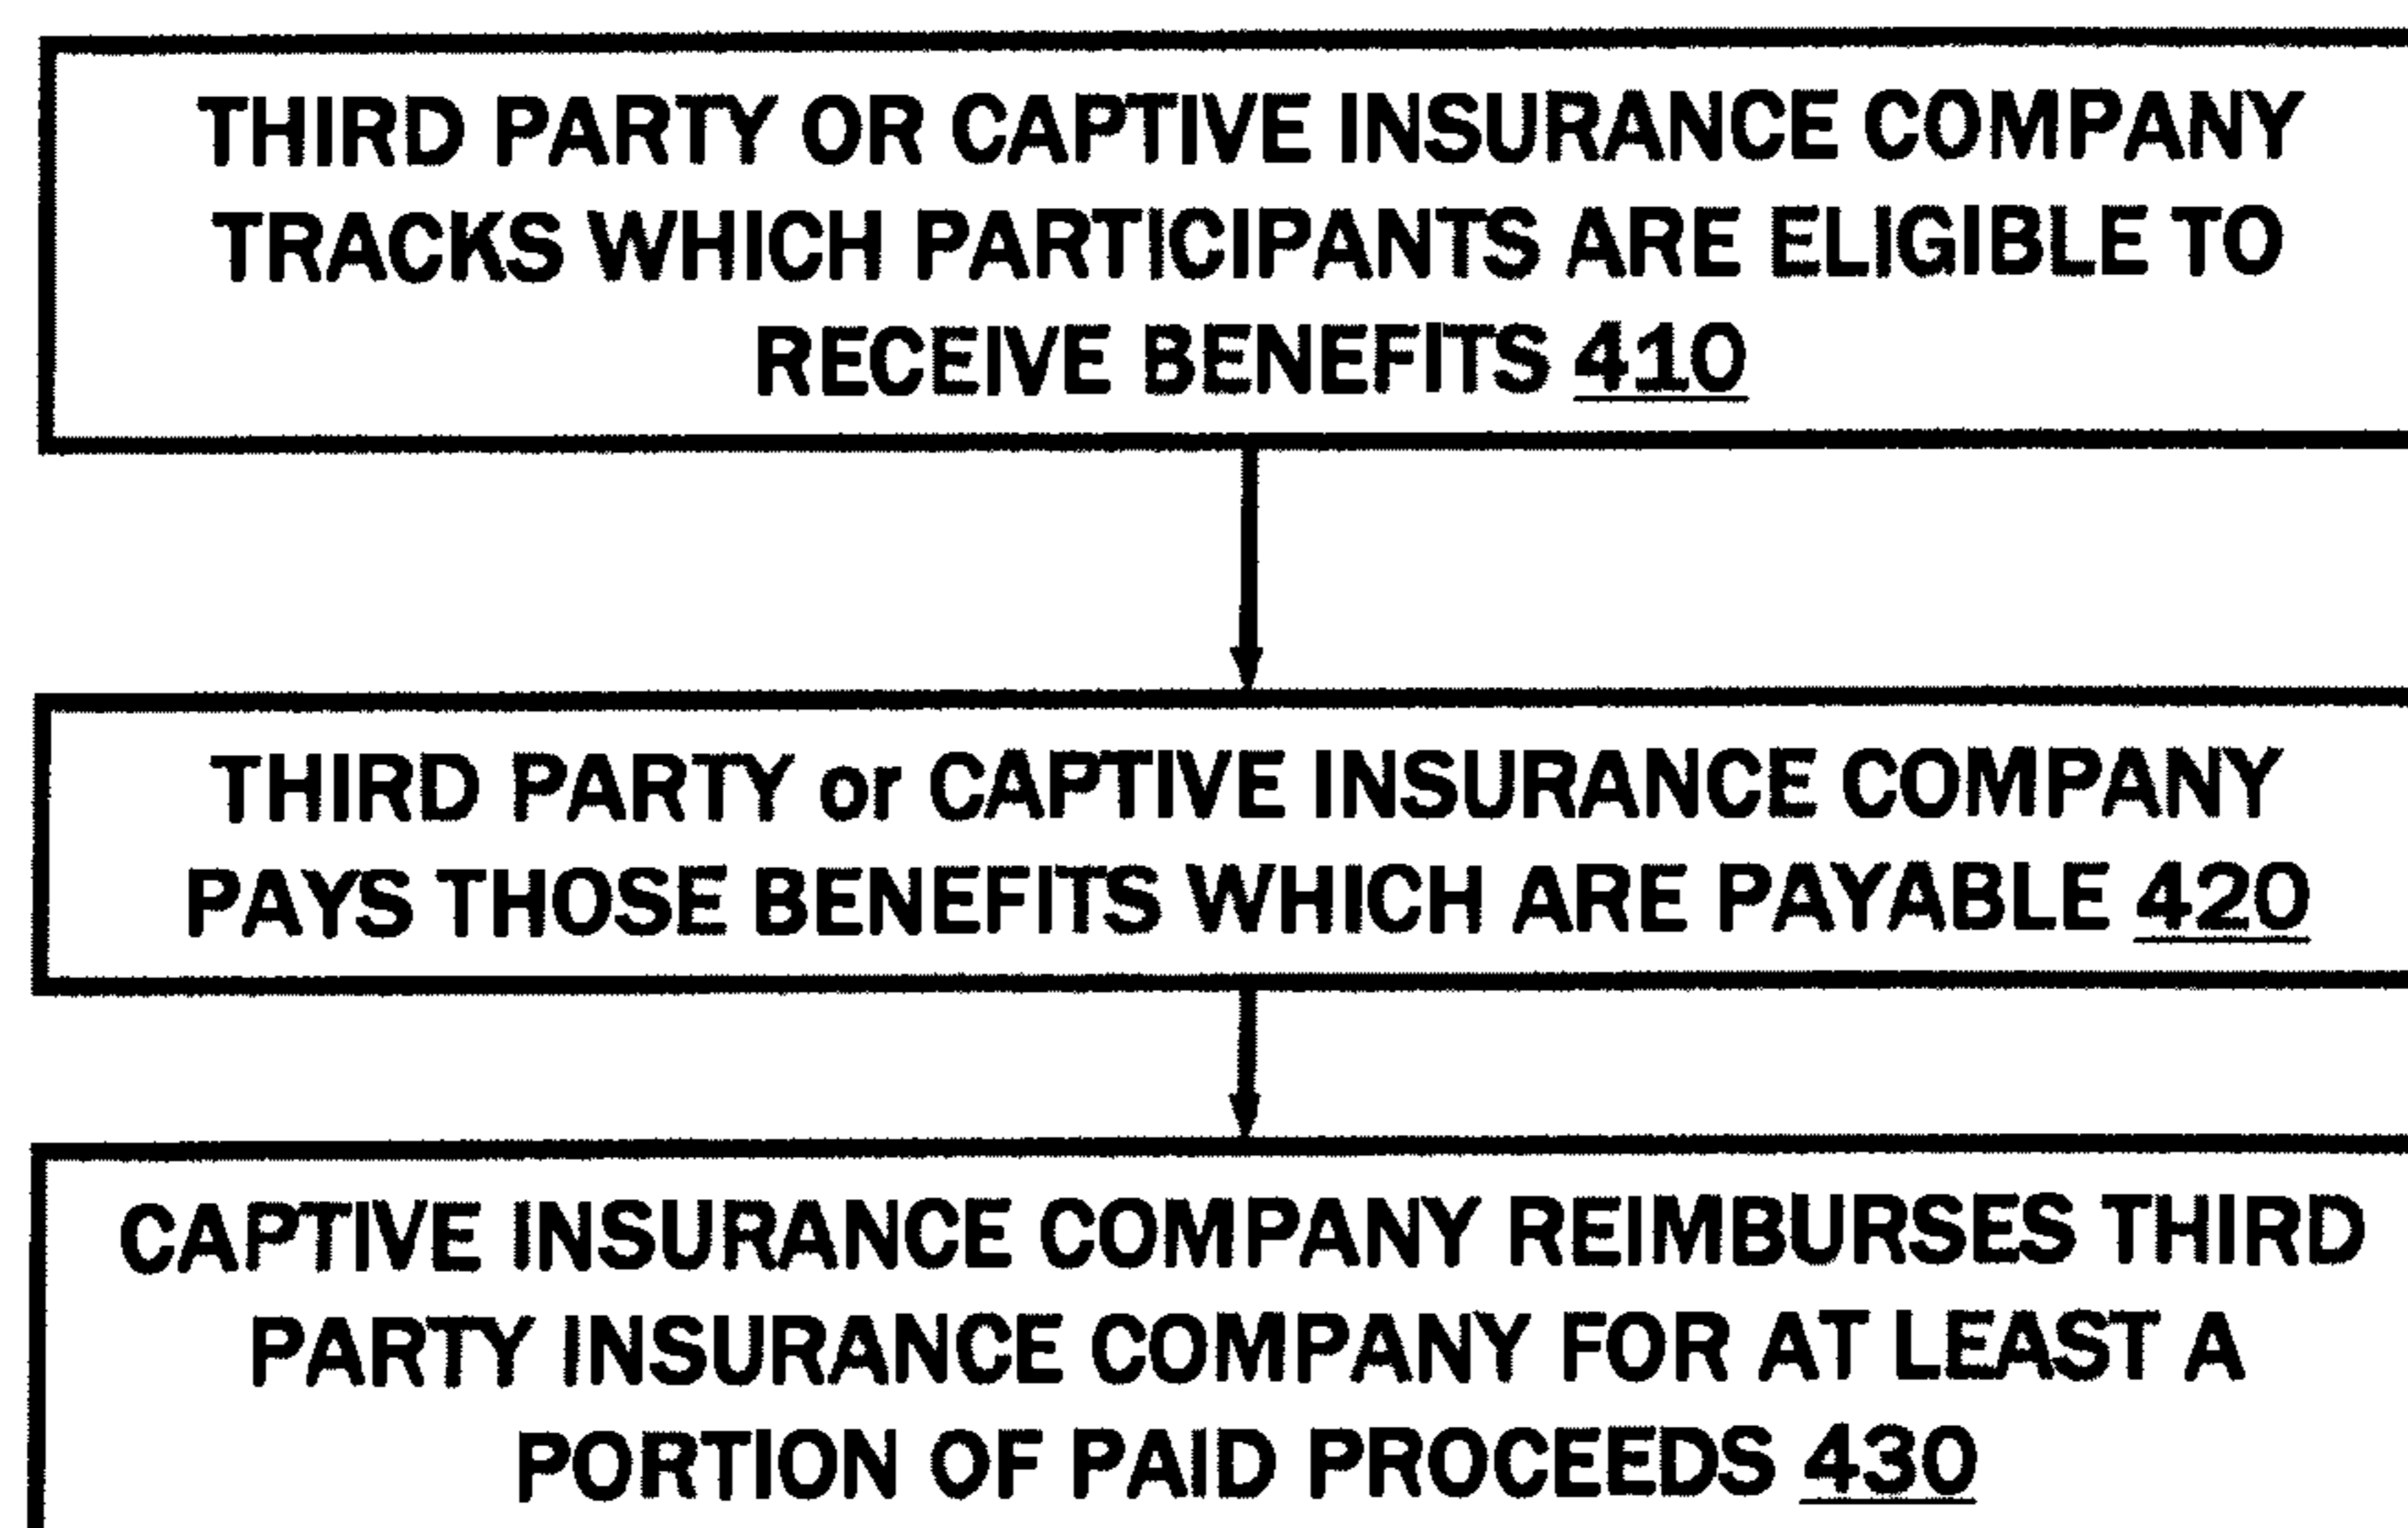 THIRD PARTY OR CAPTIVE INSURANCE COMPANY
TRACKS WHICH PARTICIPANTS ARE ELIGIBLE TO
RECEIVE BENEFITS 410
THIRD PARTY or CAPTIVE INSURANCE COMPANY
PAYS THOSE BENEFITS WHICH ARE PAYABLE 420
CAPTIVE INSURANCE COMPANY REIMBURSES THIRD
PARTY INSURANCE COMPANY FOR AT LEAST A
PORTION OF PAID PROCEEDS 430